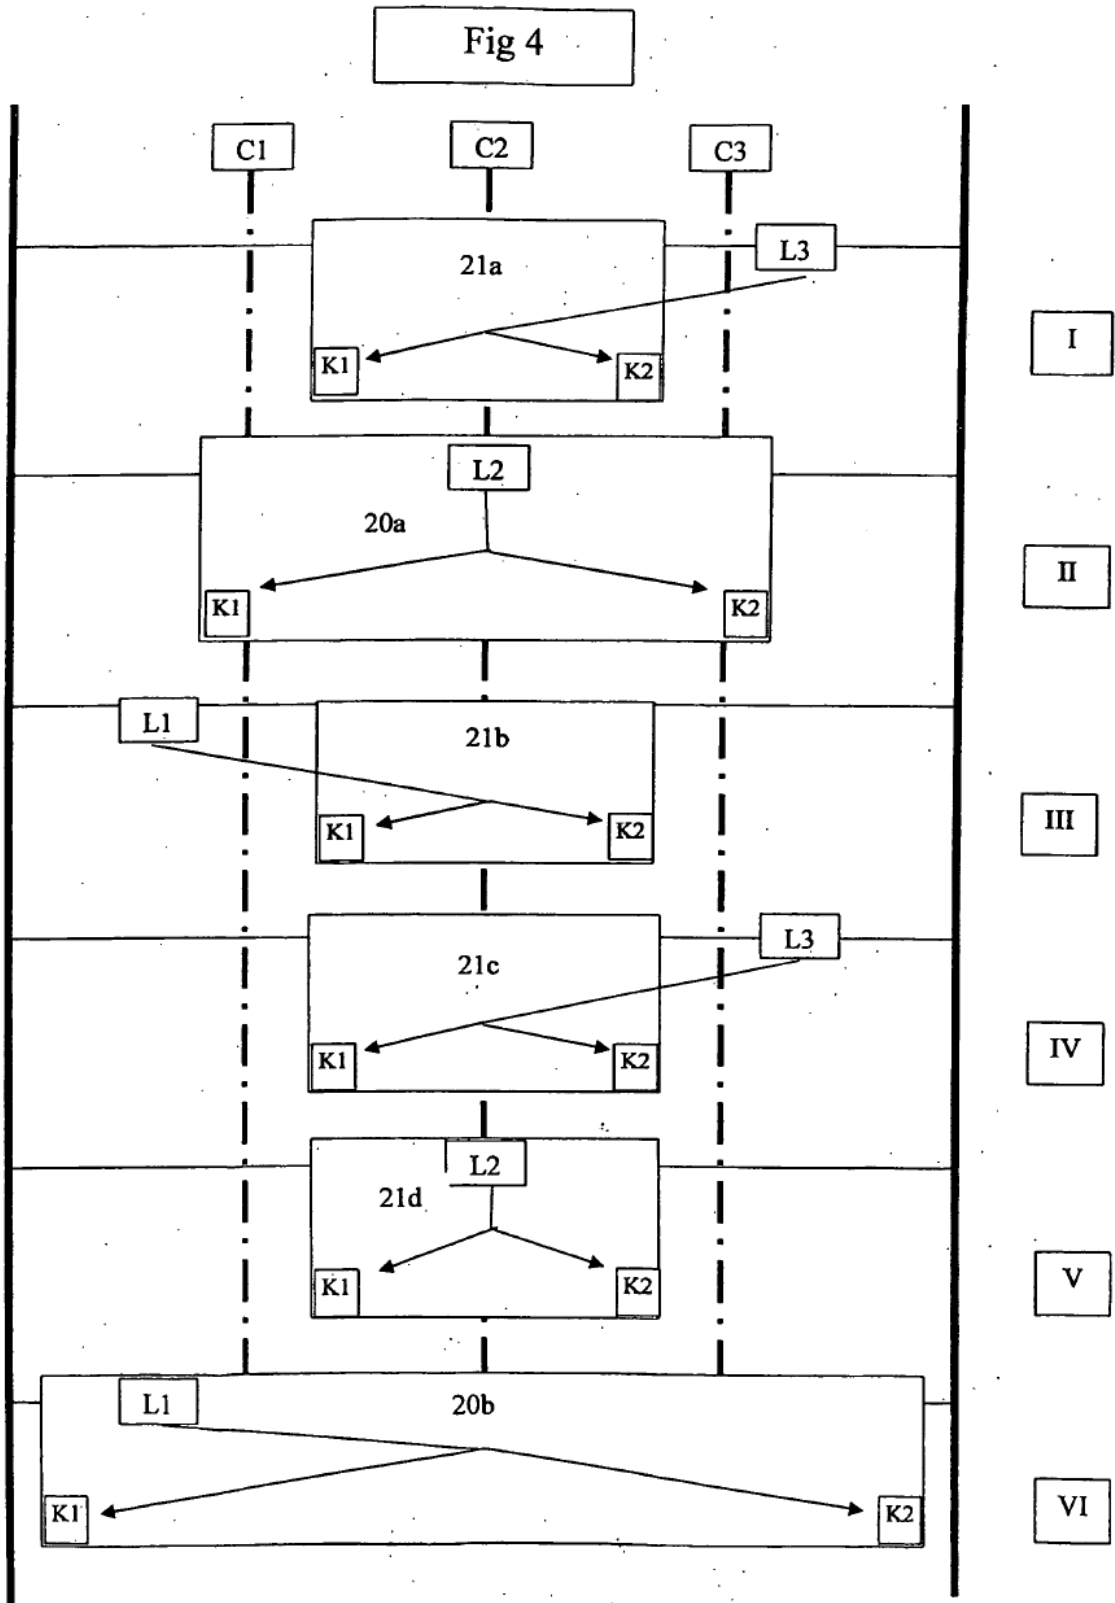 Fig 4
C1 C2 C3
21a L3
I
K1 K2
L2
20a
II
K1 K2
L1 21b
III
K1 K2
L3
21c
IV
K1 K2
L2
21d
V
K1 K2
L1 20b
VI
K1 K2